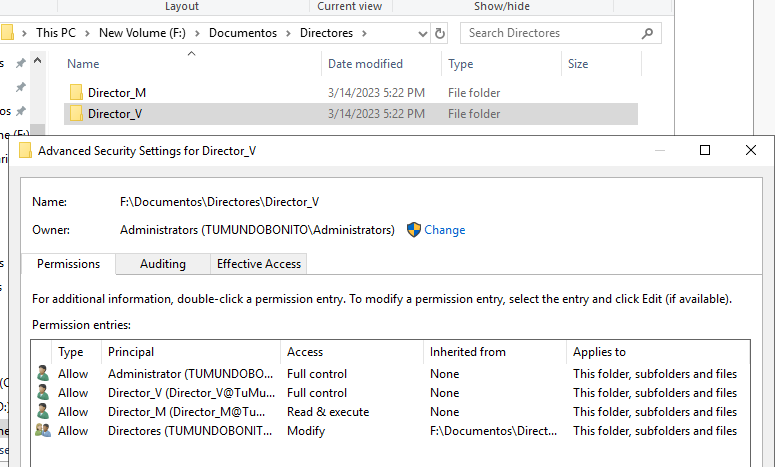 Layout Current view Show/hide
This PC New Volume (F:) Documentos Directores Search Directores
Name Date modified Type Size
Director_M 3/14/2023 5:22 PM File folder
Director_V 3/14/2023 5:22 PM File folder
Advanced Security Settings for Director_V
Name: F:\Documentos\Directores\Director_V
Owner: Administrators (TUMUNDOBONITO\Administrators) Change
Permissions Auditing Effective Access
For additional information, double-click a permission entry. To modify a permission entry, select the entry and click Edit (if available).
Permission entries:
Type Principal Access Inherited from Applies to
Allow Administrator (TUMUNDOBO... Full control None This folder, subfolders and files
Allow Director_V (Director_V@TuMu... Full control None This folder, subfolders and files
Allow Director_M (Director_M@Tu... Read & execute None This folder, subfolders and files
Allow Directores (TUMUNDOBONIT... Modify F:\Documentos\Direct... This folder, subfolders and files